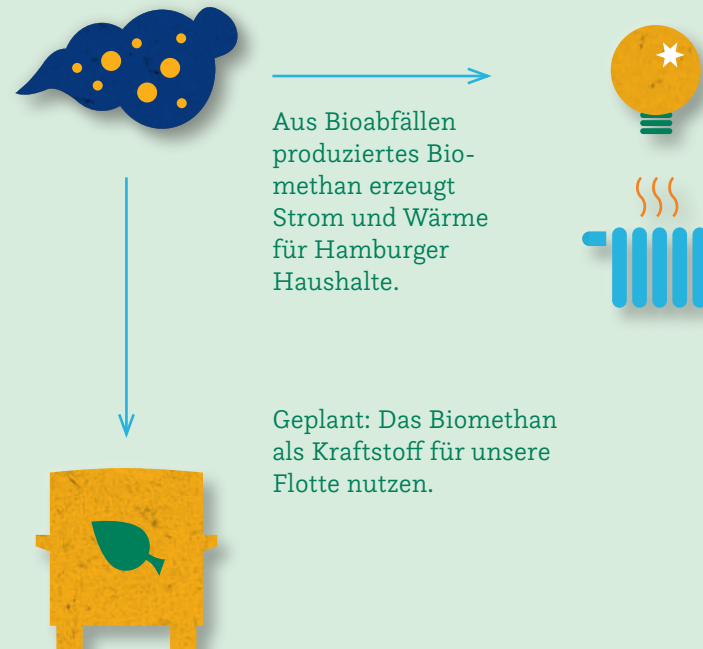 Aus Bioabfällen
produziertes Bio-
methan erzeugt
Strom und Wärme
für Hamburger
Haushalte.
Geplant: Das Biomethan
als Kraftstoff für unsere
Flotte nutzen.